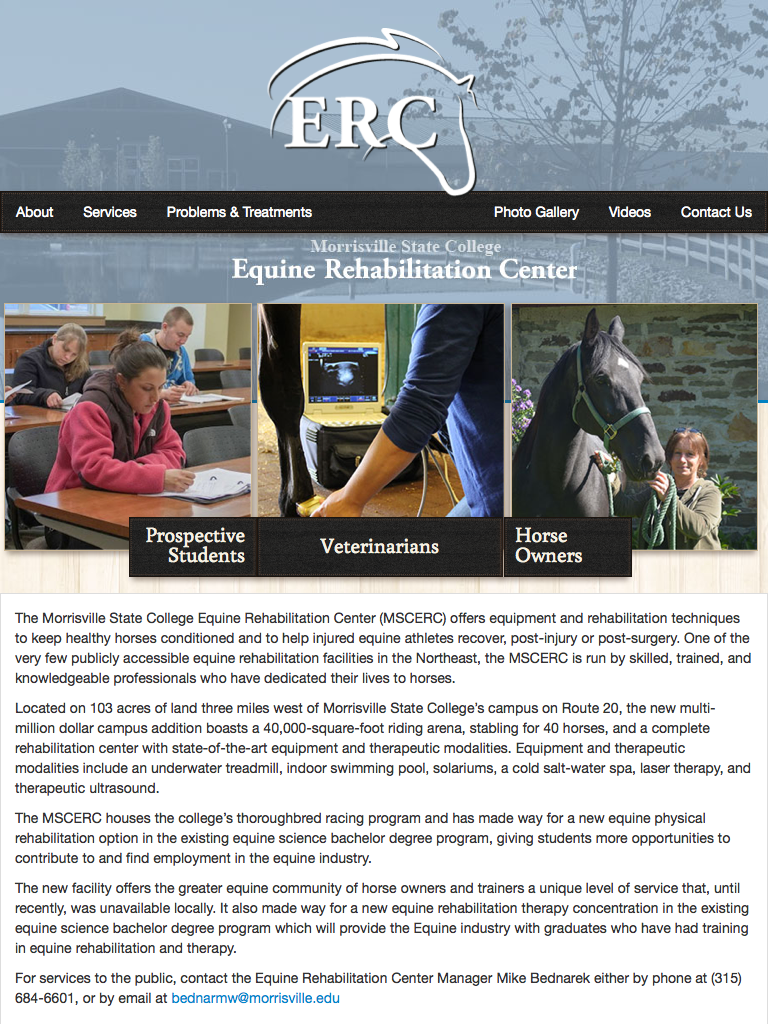 ERC
About Services Problems & Treatments Photo Gallery Videos Contact Us
Morrisville State College
Equine Rehabilitation Center
Prospective
Students
Veterinarians
Horse
Owners
The Morrisville State College Equine Rehabilitation Center (MSCERC) offers equipment and rehabilitation techniques
to keep healthy horses conditioned and to help injured equine athletes recover, post-injury or post-surgery. One of the
very few publicly accessible equine rehabilitation facilities in the Northeast, the MSCERC is run by skilled, trained, and
knowledgeable professionals who have dedicated their lives to horses.
Located on 103 acres of land three miles west of Morrisville State College’s campus on Route 20, the new multi-
million dollar campus addition boasts a 40,000-square-foot riding arena, stabling for 40 horses, and a complete
rehabilitation center with state-of-the-art equipment and therapeutic modalities. Equipment and therapeutic
modalities include an underwater treadmill, indoor swimming pool, solariums, a cold salt-water spa, laser therapy, and
therapeutic ultrasound.
The MSCERC houses the college’s thoroughbred racing program and has made way for a new equine physical
rehabilitation option in the existing equine science bachelor degree program, giving students more opportunities to
contribute to and find employment in the equine industry.
The new facility offers the greater equine community of horse owners and trainers a unique level of service that, until
recently, was unavailable locally. It also made way for a new equine rehabilitation therapy concentration in the existing
equine science bachelor degree program which will provide the Equine industry with graduates who have had training
in equine rehabilitation and therapy.
For services to the public, contact the Equine Rehabilitation Center Manager Mike Bednarek either by phone at (315)
684-6601, or by email at bednarmw@morrisville.edu